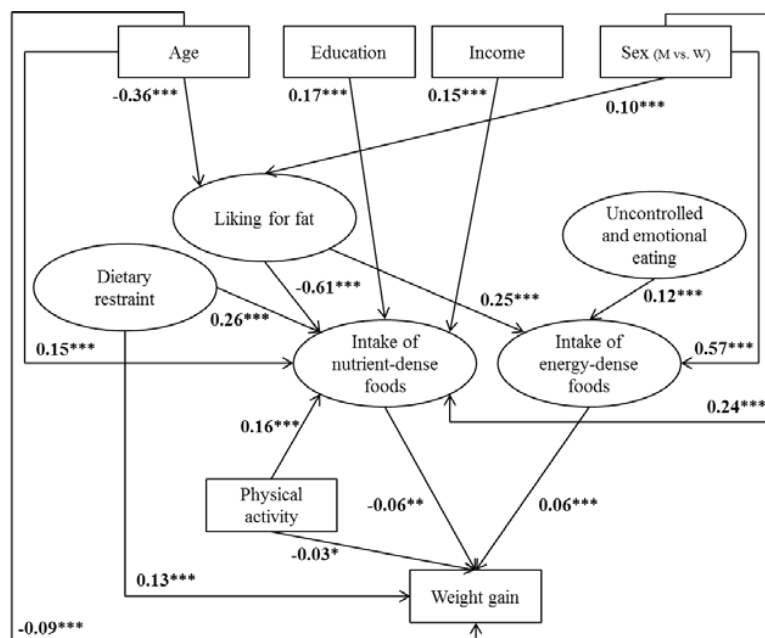 Age
Education
Income
Sex (M vs. W)
-0.36***
0.17***
0.15***
0.10***
Liking for fat
Uncontrolled
and emotional
eating
Dietary
restraint
-0.61***
0.25***
0.12***
0.26***
Intake of
nutrient-dense
foods
Intake of
energy-dense
foods
0.15***
0.57***
0.24***
0.16***
Physical
activity
-0.06**
0.06***
-0.03*
0.13***
Weight gain
-0.09***